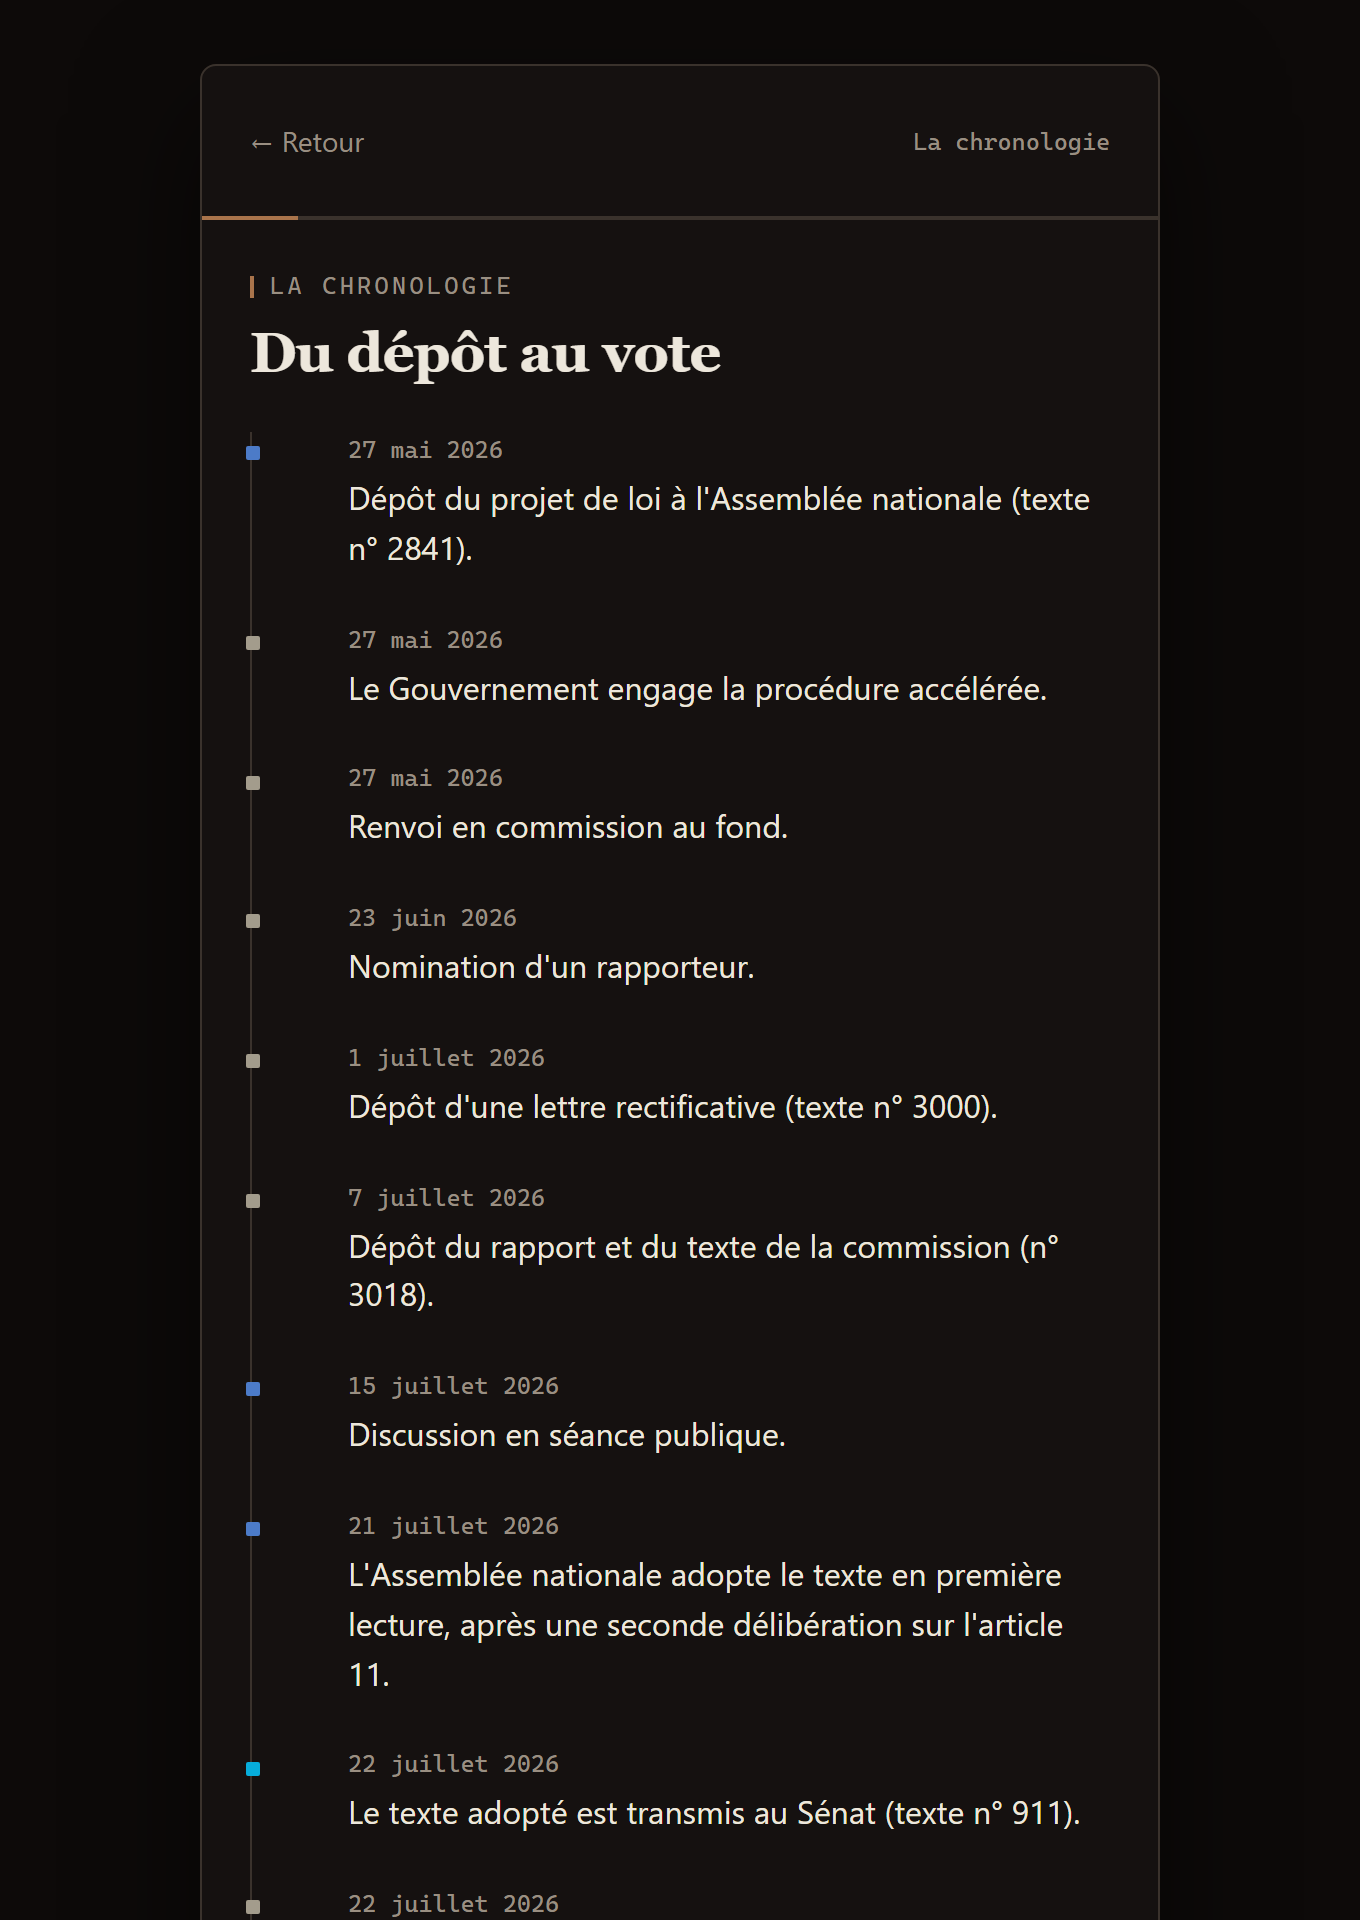 ← Retour
La chronologie
LA CHRONOLOGIE
Du dépôt au vote
27 mai 2026
Dépôt du projet de loi à l'Assemblée nationale (texte
n° 2841).
27 mai 2026
Le Gouvernement engage la procédure accélérée.
27 mai 2026
Renvoi en commission au fond.
23 juin 2026
Nomination d'un rapporteur.
1 juillet 2026
Dépôt d'une lettre rectificative (texte n° 3000).
7 juillet 2026
Dépôt du rapport et du texte de la commission (n°
3018).
15 juillet 2026
Discussion en séance publique.
21 juillet 2026
L'Assemblée nationale adopte le texte en première
lecture, après une seconde délibération sur l'article
11.
22 juillet 2026
Le texte adopté est transmis au Sénat (texte n° 911).
22 juillet 2026